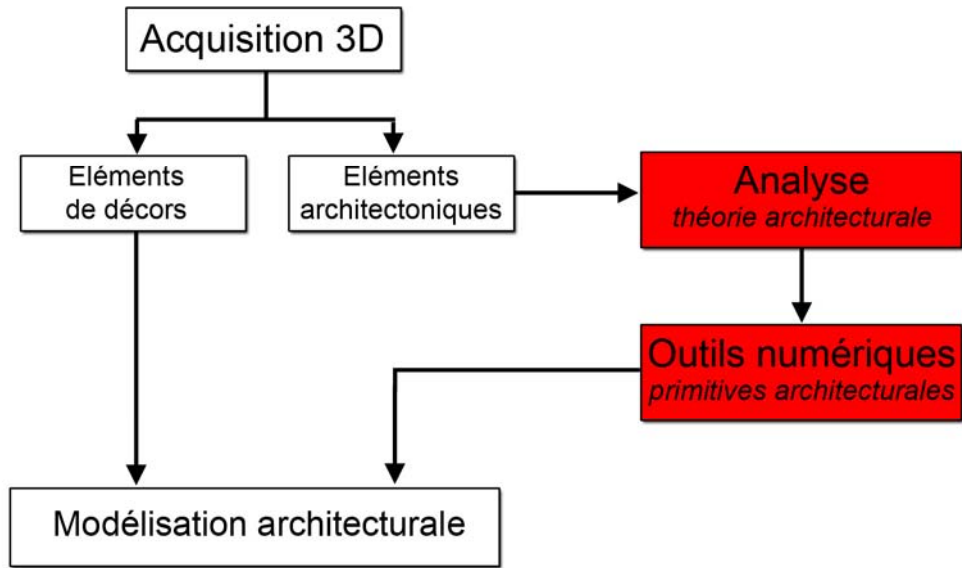 Acquisition 3D
Eléments
de décors
Eléments
architectoniques
Analyse
théorie architecturale
Outils numériques
primitives architecturales
Modélisation architecturale